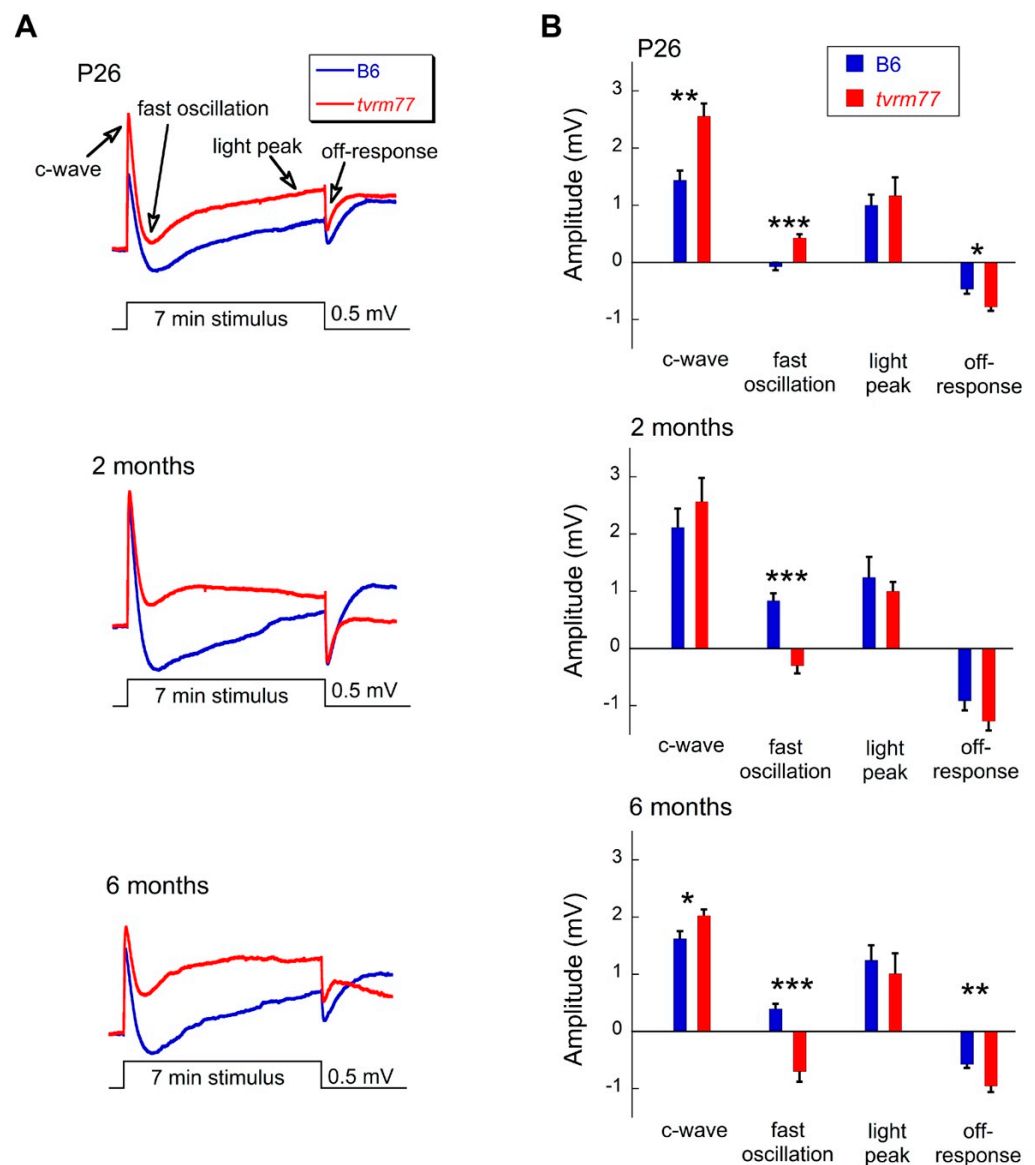 A
P26
B6
tvrm77
fast oscillation
c-wave
light peak
off-response
7 min stimulus
0.5 mV
2 months
7 min stimulus
0.5 mV
6 months
7 min stimulus
0.5 mV
B
P26
B6
tvrm77
Amplitude (mV)
3
2
1
0
-1
**
***
*
c-wave
fast
oscillation
light
peak
off-
response
2 months
Amplitude (mV)
3
2
1
0
-1
***
c-wave
fast
oscillation
light
peak
off-
response
6 months
Amplitude (mV)
3
2
1
0
-1
*
***
**
c-wave
fast
oscillation
light
peak
off-
response